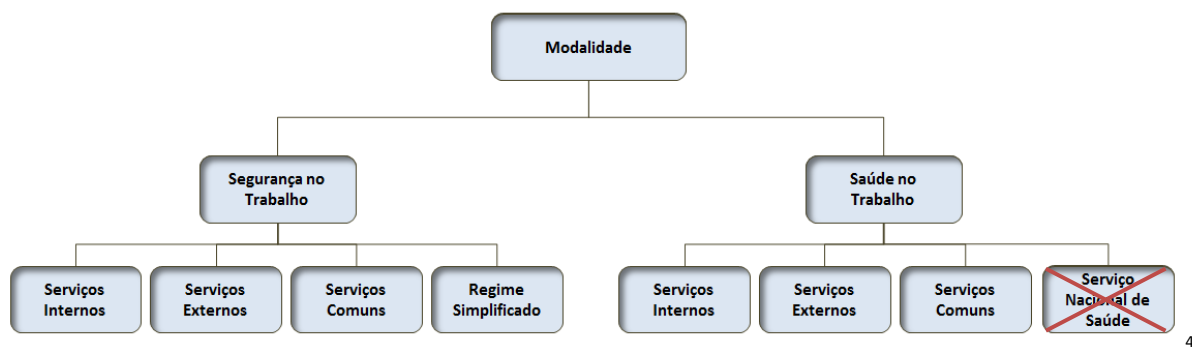 Modalidade
Segurança no
Trabalho
Saúde no
Trabalho
Serviços
Internos
Serviços
Externos
Serviços
Comuns
Regime
Simplificado
Serviços
Internos
Serviços
Externos
Serviços
Comuns
Serviço
Nacional de
Saúde
4